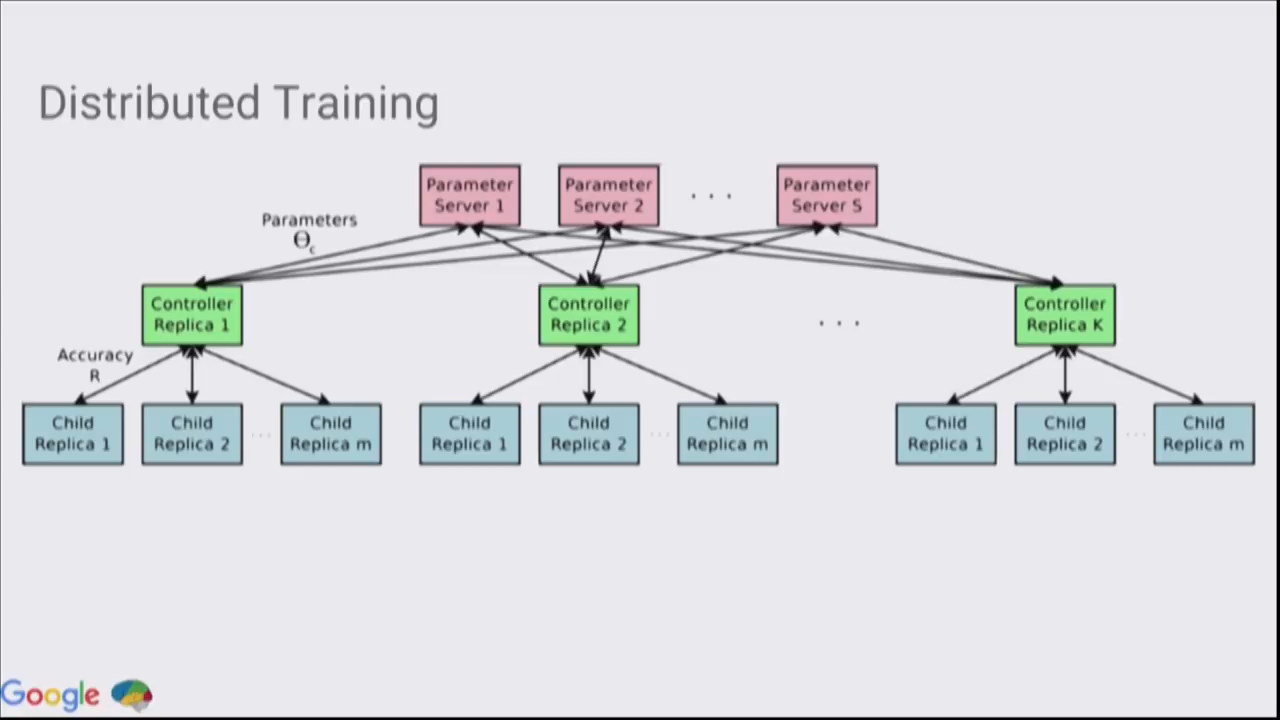 Distributed Training
Parameter
Server 1
Parameter
Server 2
. . .
Parameter
Server S
Parameters
Θc
Controller
Replica 1
Controller
Replica 2
. . .
Controller
Replica K
Accuracy
R
Child
Replica 1
Child
Replica 2
...
Child
Replica m
Child
Replica 1
Child
Replica 2
...
Child
Replica m
Child
Replica 1
Child
Replica 2
...
Child
Replica m
Google